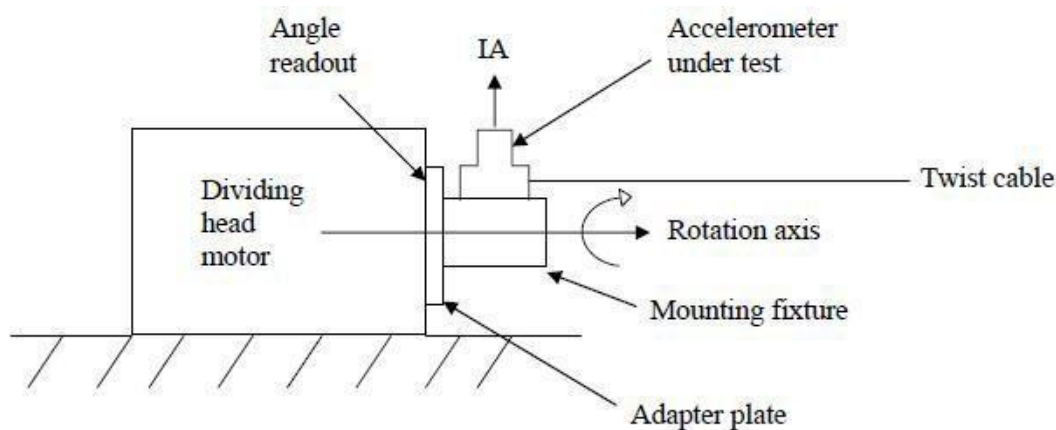 Angle
readout
IA
Accelerometer
under test
Dividing
head
motor
Twist cable
Rotation axis
Mounting fixture
Adapter plate